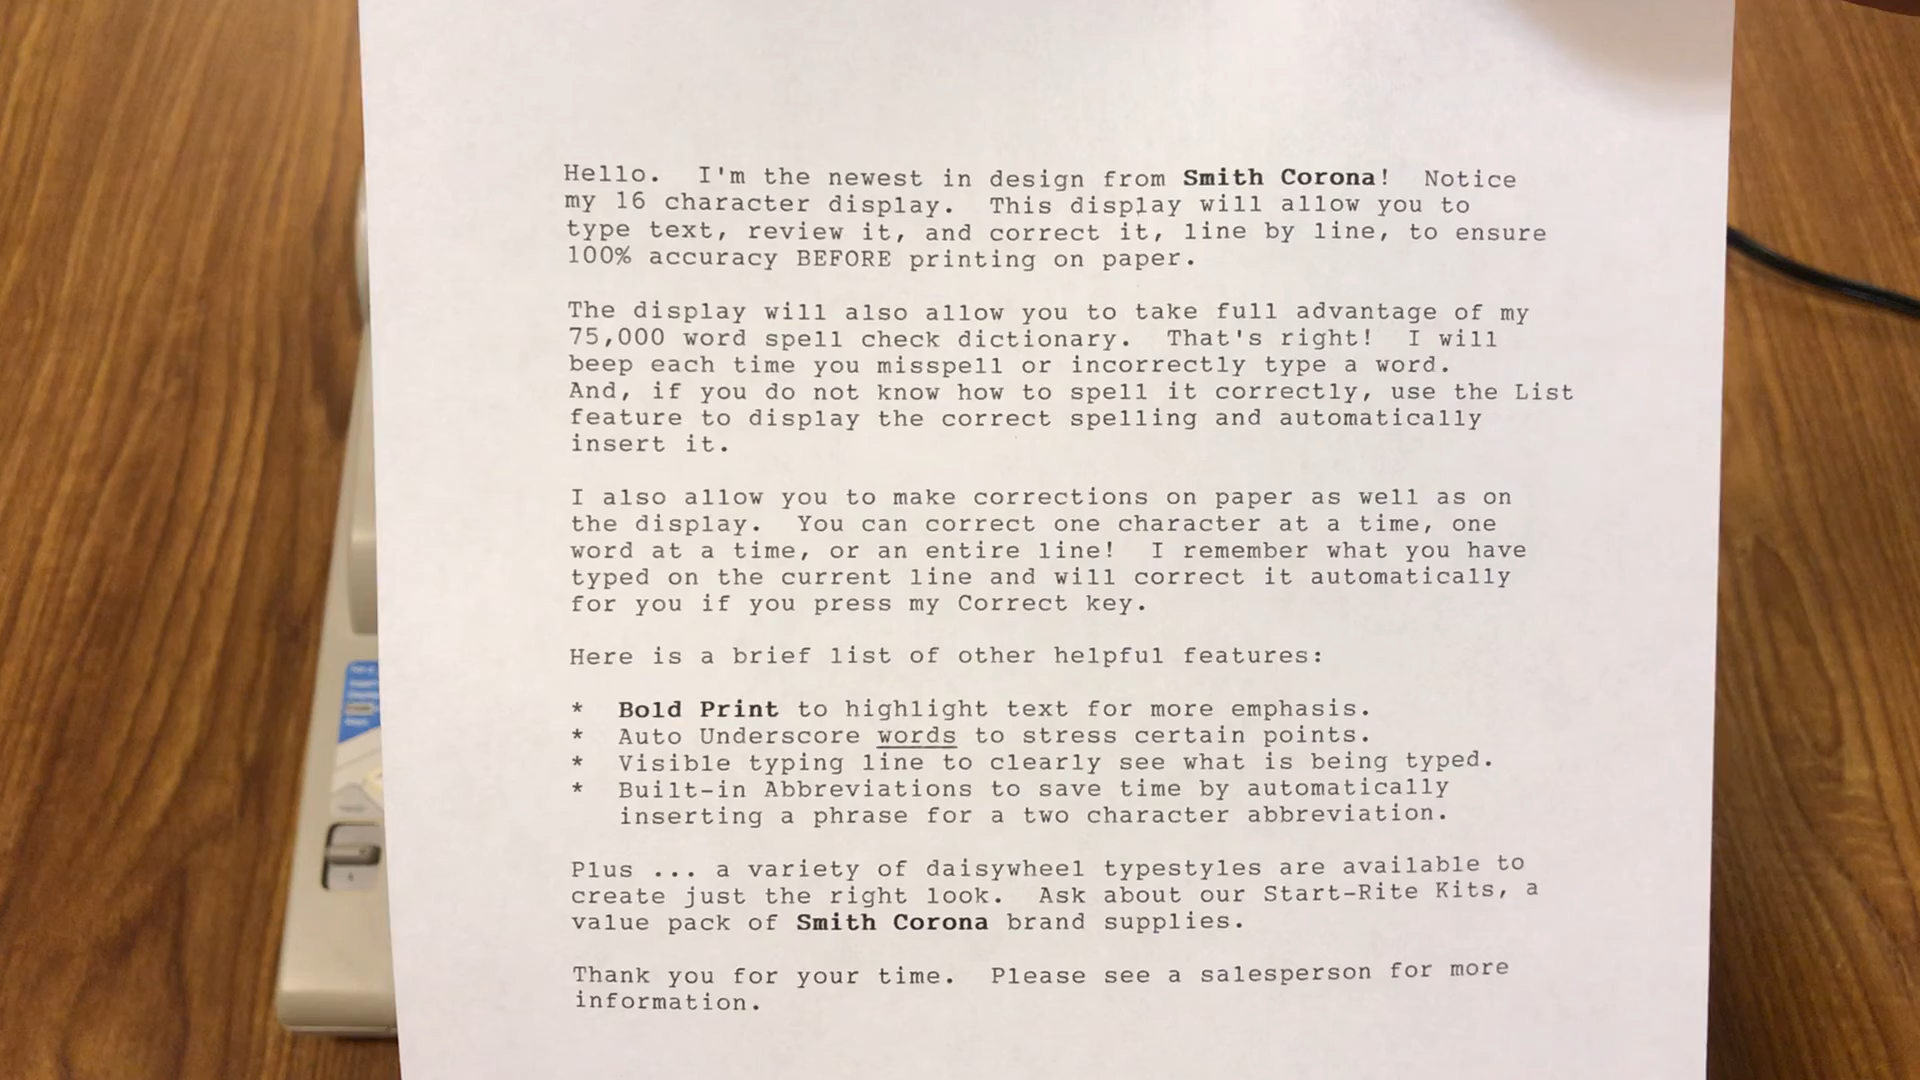 Hello.  I'm the newest in design from Smith Corona!  Notice
my 16 character display.  This display will allow you to
type text, review it, and correct it, line by line, to ensure
100% accuracy BEFORE printing on paper.

The display will also allow you to take full advantage of my
75,000 word spell check dictionary.  That's right!  I will
beep each time you misspell or incorrectly type a word.
And, if you do not know how to spell it correctly, use the List
feature to display the correct spelling and automatically
insert it.

I also allow you to make corrections on paper as well as on
the display.  You can correct one character at a time, one
word at a time, or an entire line!  I remember what you have
typed on the current line and will correct it automatically
for you if you press my Correct key.

Here is a brief list of other helpful features:

*  Bold Print to highlight text for more emphasis.
*  Auto Underscore words to stress certain points.
*  Visible typing line to clearly see what is being typed.
*  Built-in Abbreviations to save time by automatically
   inserting a phrase for a two character abbreviation.

Plus ... a variety of daisywheel typestyles are available to
create just the right look.  Ask about our Start-Rite Kits, a
value pack of Smith Corona brand supplies.

Thank you for your time.  Please see a salesperson for more
information.